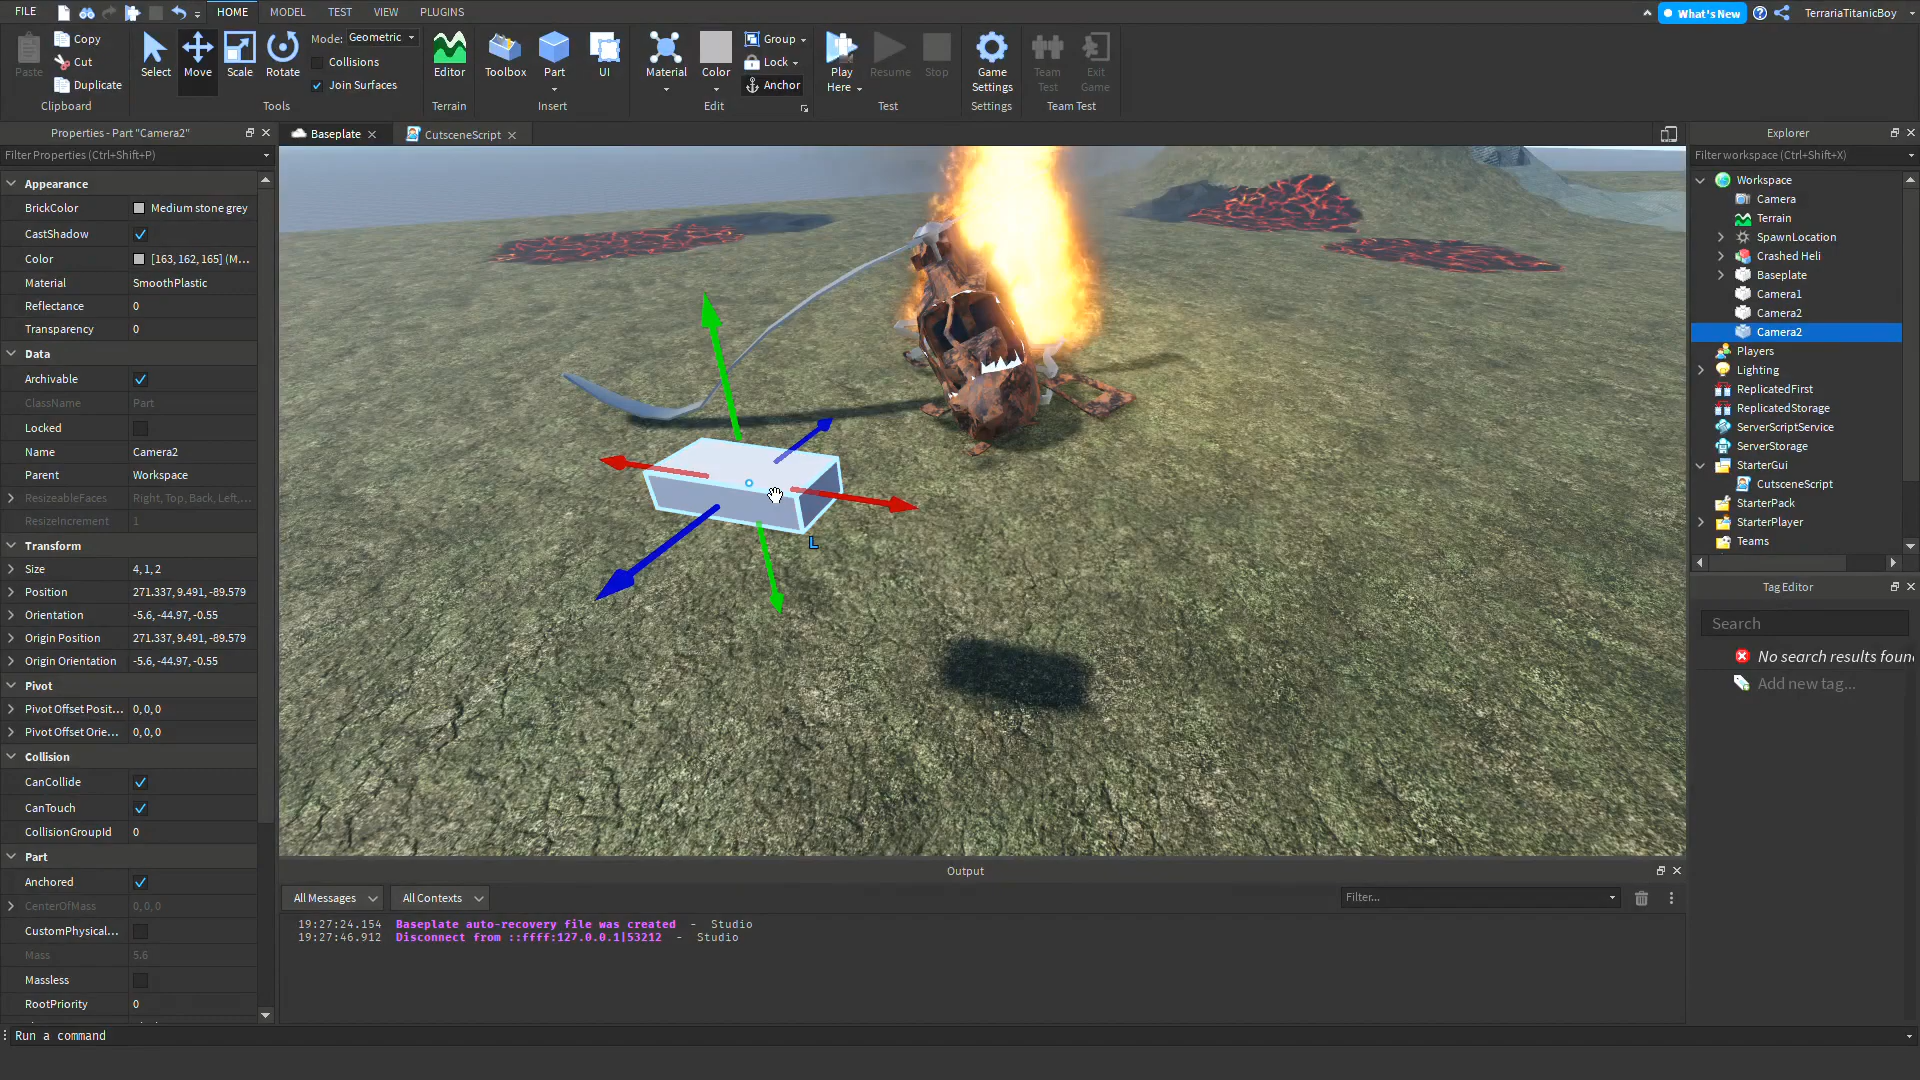 FILE HOME MODEL TEST VIEW PLUGINS What's New TerrariaTitanicBoy
Paste Copy Cut Duplicate Clipboard
Select Move Scale Rotate Mode: Geometric Collisions Join Surfaces Tools
Editor Terrain
Toolbox Part UI Insert
Material Color Group Lock Anchor Edit
Play Here Resume Stop Test
Game Settings Settings
Team Test Exit Game Team Test
Properties - Part "Camera2"
Filter Properties (Ctrl+Shift+P)
Appearance
BrickColor Medium stone grey
CastShadow
Color [163, 162, 165] (M...
Material SmoothPlastic
Reflectance 0
Transparency 0
Data
Archivable
ClassName Part
Locked
Name Camera2
Parent Workspace
ResizeableFaces Right, Top, Back, Left,...
ResizeIncrement 1
Transform
Size 4, 1, 2
Position 271.337, 9.491, -89.579
Orientation -5.6, -44.97, -0.55
Origin Position 271.337, 9.491, -89.579
Origin Orientation -5.6, -44.97, -0.55
Pivot
Pivot Offset Posit... 0, 0, 0
Pivot Offset Orie... 0, 0, 0
Collision
CanCollide
CanTouch
CollisionGroupId 0
Part
Anchored
CenterOfMass 0, 0, 0
CustomPhysical...
Mass 5.6
Massless
RootPriority 0
Baseplate CutsceneScript
L
Output
All Messages All Contexts Filter...
19:27:24.154 Baseplate auto-recovery file was created - Studio
19:27:46.912 Disconnect from ::ffff:127.0.0.1|53212 - Studio
Explorer
Filter workspace (Ctrl+Shift+X)
Workspace
Camera
Terrain
SpawnLocation
Crashed Heli
Baseplate
Camera1
Camera2
Camera2
Players
Lighting
ReplicatedFirst
ReplicatedStorage
ServerScriptService
ServerStorage
StarterGui
CutsceneScript
StarterPack
StarterPlayer
Teams
Tag Editor
Search
No search results foun
Add new tag...
Run a command